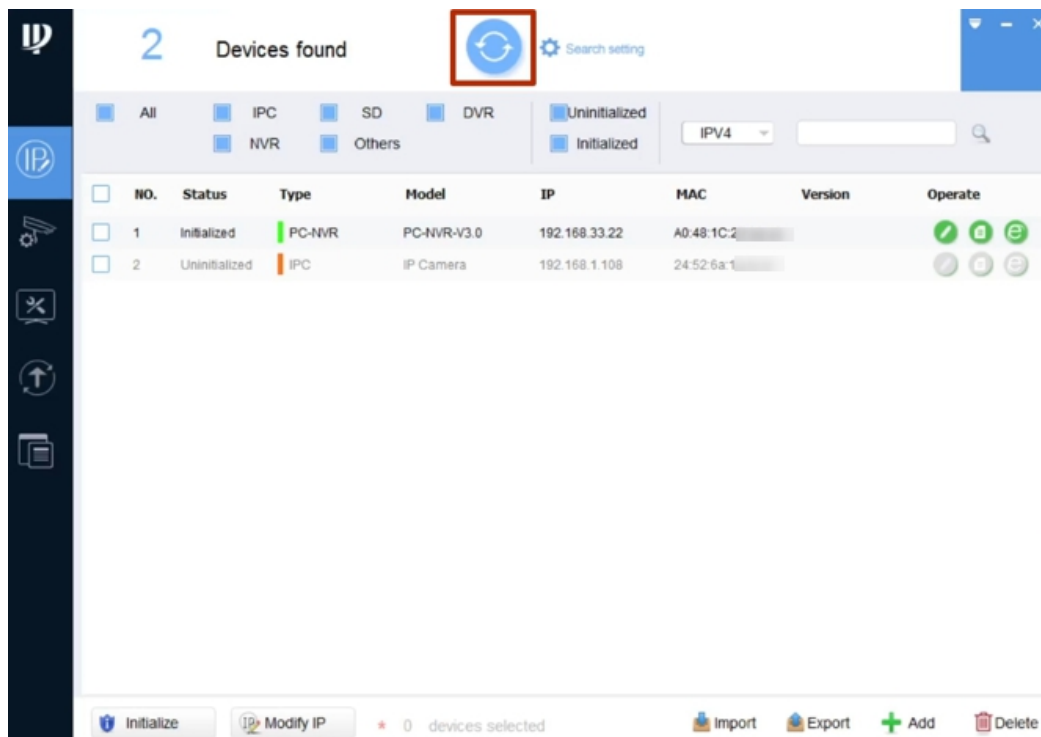 IP
2 Devices found Search setting
All IPC SD DVR Uninitialized
NVR Others Initialized IPV4
IP
NO. Status Type Model IP MAC Version Operate
1 Initialized PC-NVR PC-NVR-V3.0 192.168.33.22 A0:48:1C:2
2 Uninitialized IPC IP Camera 192.168.1.108 24:52:6a:1
Initialize IP Modify IP * 0 devices selected Import Export Add Delete